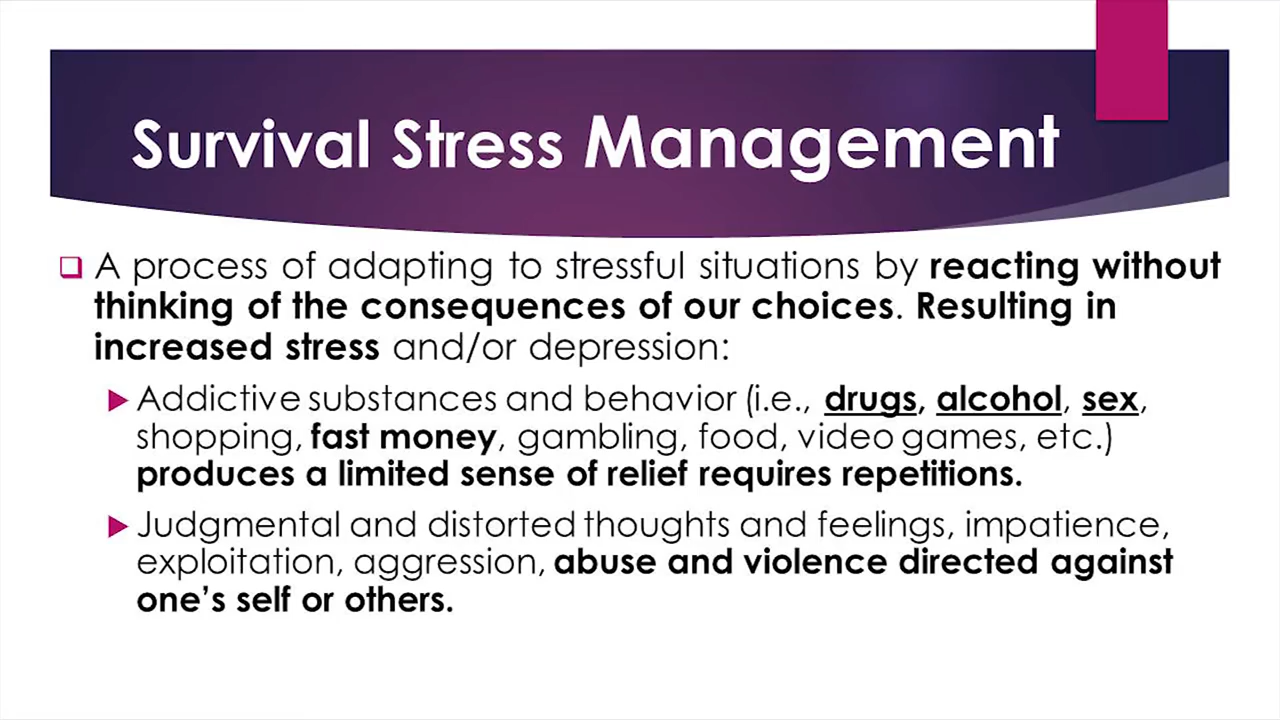 Survival Stress Management
A process of adapting to stressful situations by reacting without
thinking of the consequences of our choices. Resulting in
increased stress and/or depression:
Addictive substances and behavior (i.e., drugs, alcohol, sex,
shopping, fast money, gambling, food, video games, etc.)
produces a limited sense of relief requires repetitions.
Judgmental and distorted thoughts and feelings, impatience,
exploitation, aggression, abuse and violence directed against
one’s self or others.